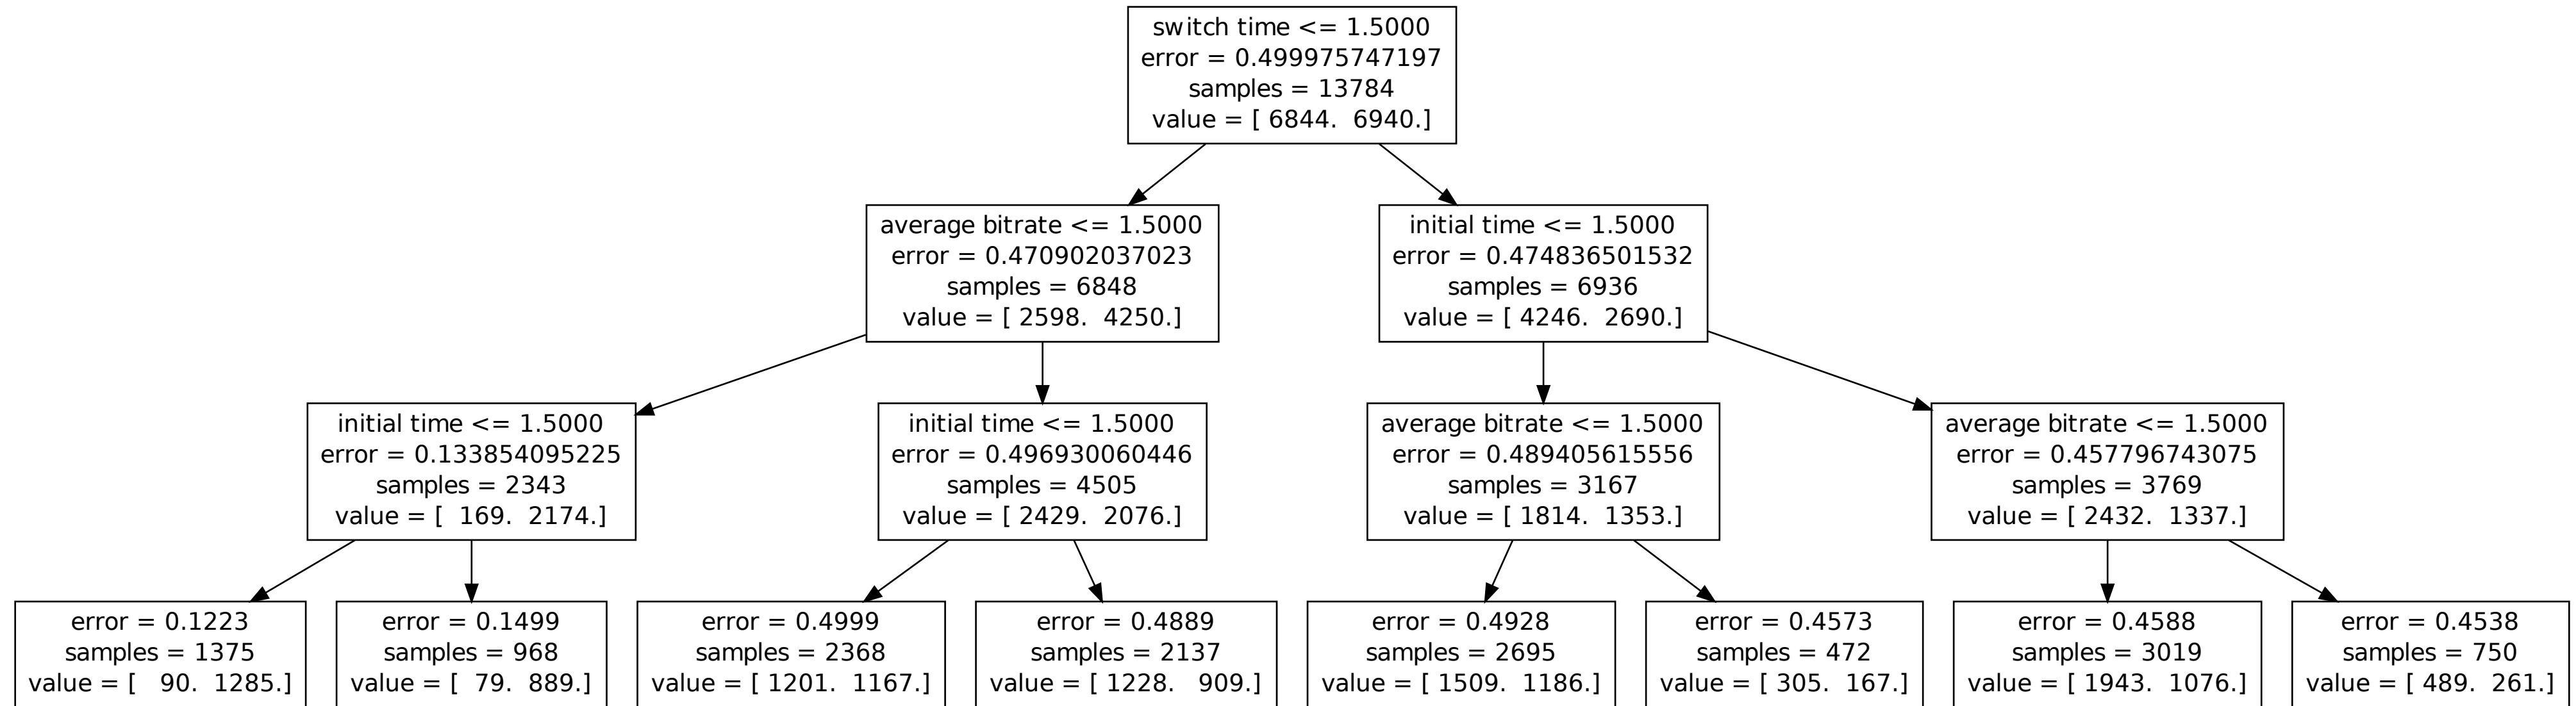 switch time <= 1.5000
error = 0.499975747197
samples = 13784
value = [ 6844.  6940.]
average bitrate <= 1.5000
error = 0.470902037023
samples = 6848
value = [ 2598.  4250.]
initial time <= 1.5000
error = 0.474836501532
samples = 6936
value = [ 4246.  2690.]
initial time <= 1.5000
error = 0.133854095225
samples = 2343
value = [  169.  2174.]
initial time <= 1.5000
error = 0.496930060446
samples = 4505
value = [ 2429.  2076.]
average bitrate <= 1.5000
error = 0.489405615556
samples = 3167
value = [ 1814.  1353.]
average bitrate <= 1.5000
error = 0.457796743075
samples = 3769
value = [ 2432.  1337.]
error = 0.1223
samples = 1375
value = [   90.  1285.]
error = 0.1499
samples = 968
value = [  79.  889.]
error = 0.4999
samples = 2368
value = [ 1201.  1167.]
error = 0.4889
samples = 2137
value = [ 1228.   909.]
error = 0.4928
samples = 2695
value = [ 1509.  1186.]
error = 0.4573
samples = 472
value = [ 305.  167.]
error = 0.4588
samples = 3019
value = [ 1943.  1076.]
error = 0.4538
samples = 750
value = [ 489.  261.]